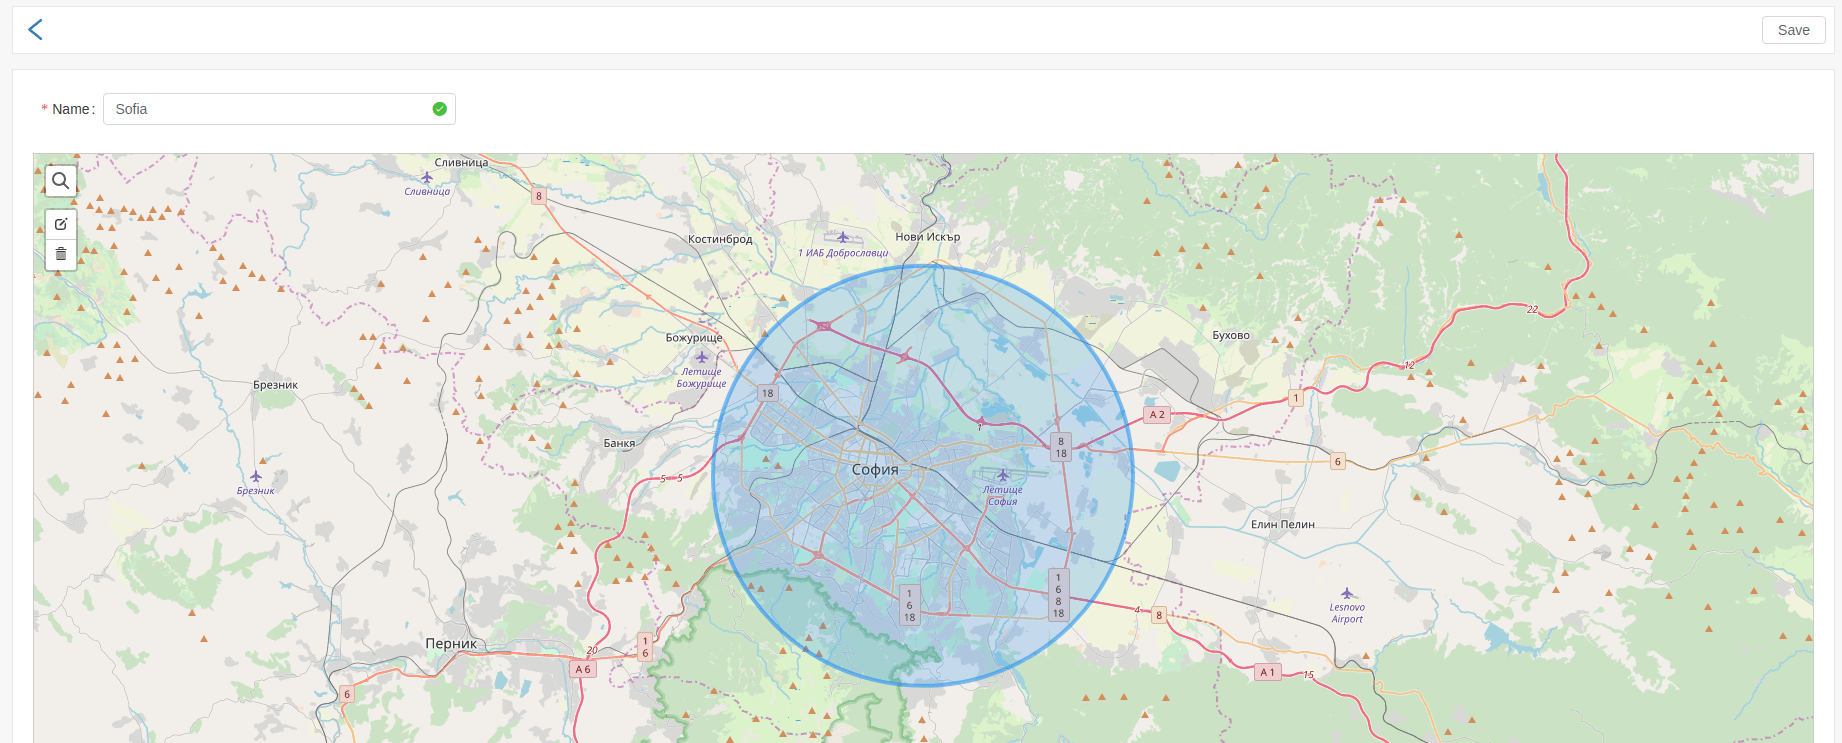 Save
* Name:
Sofia
Сливница
Сливница
8
Костинброд
1 ИАБ Доброславци
Нови Искър
22
Божурище
Летище
Божурище
Бухово
12
Брезник
18
1
A 2
1
Банкя
8
18
6
София
5
5
Брезник
Летище
София
Елин Пелин
1
6
18
1
6
8
18
4
8
Lesnovo
Airport
Перник
20
1
6
A 6
6
A 1
15